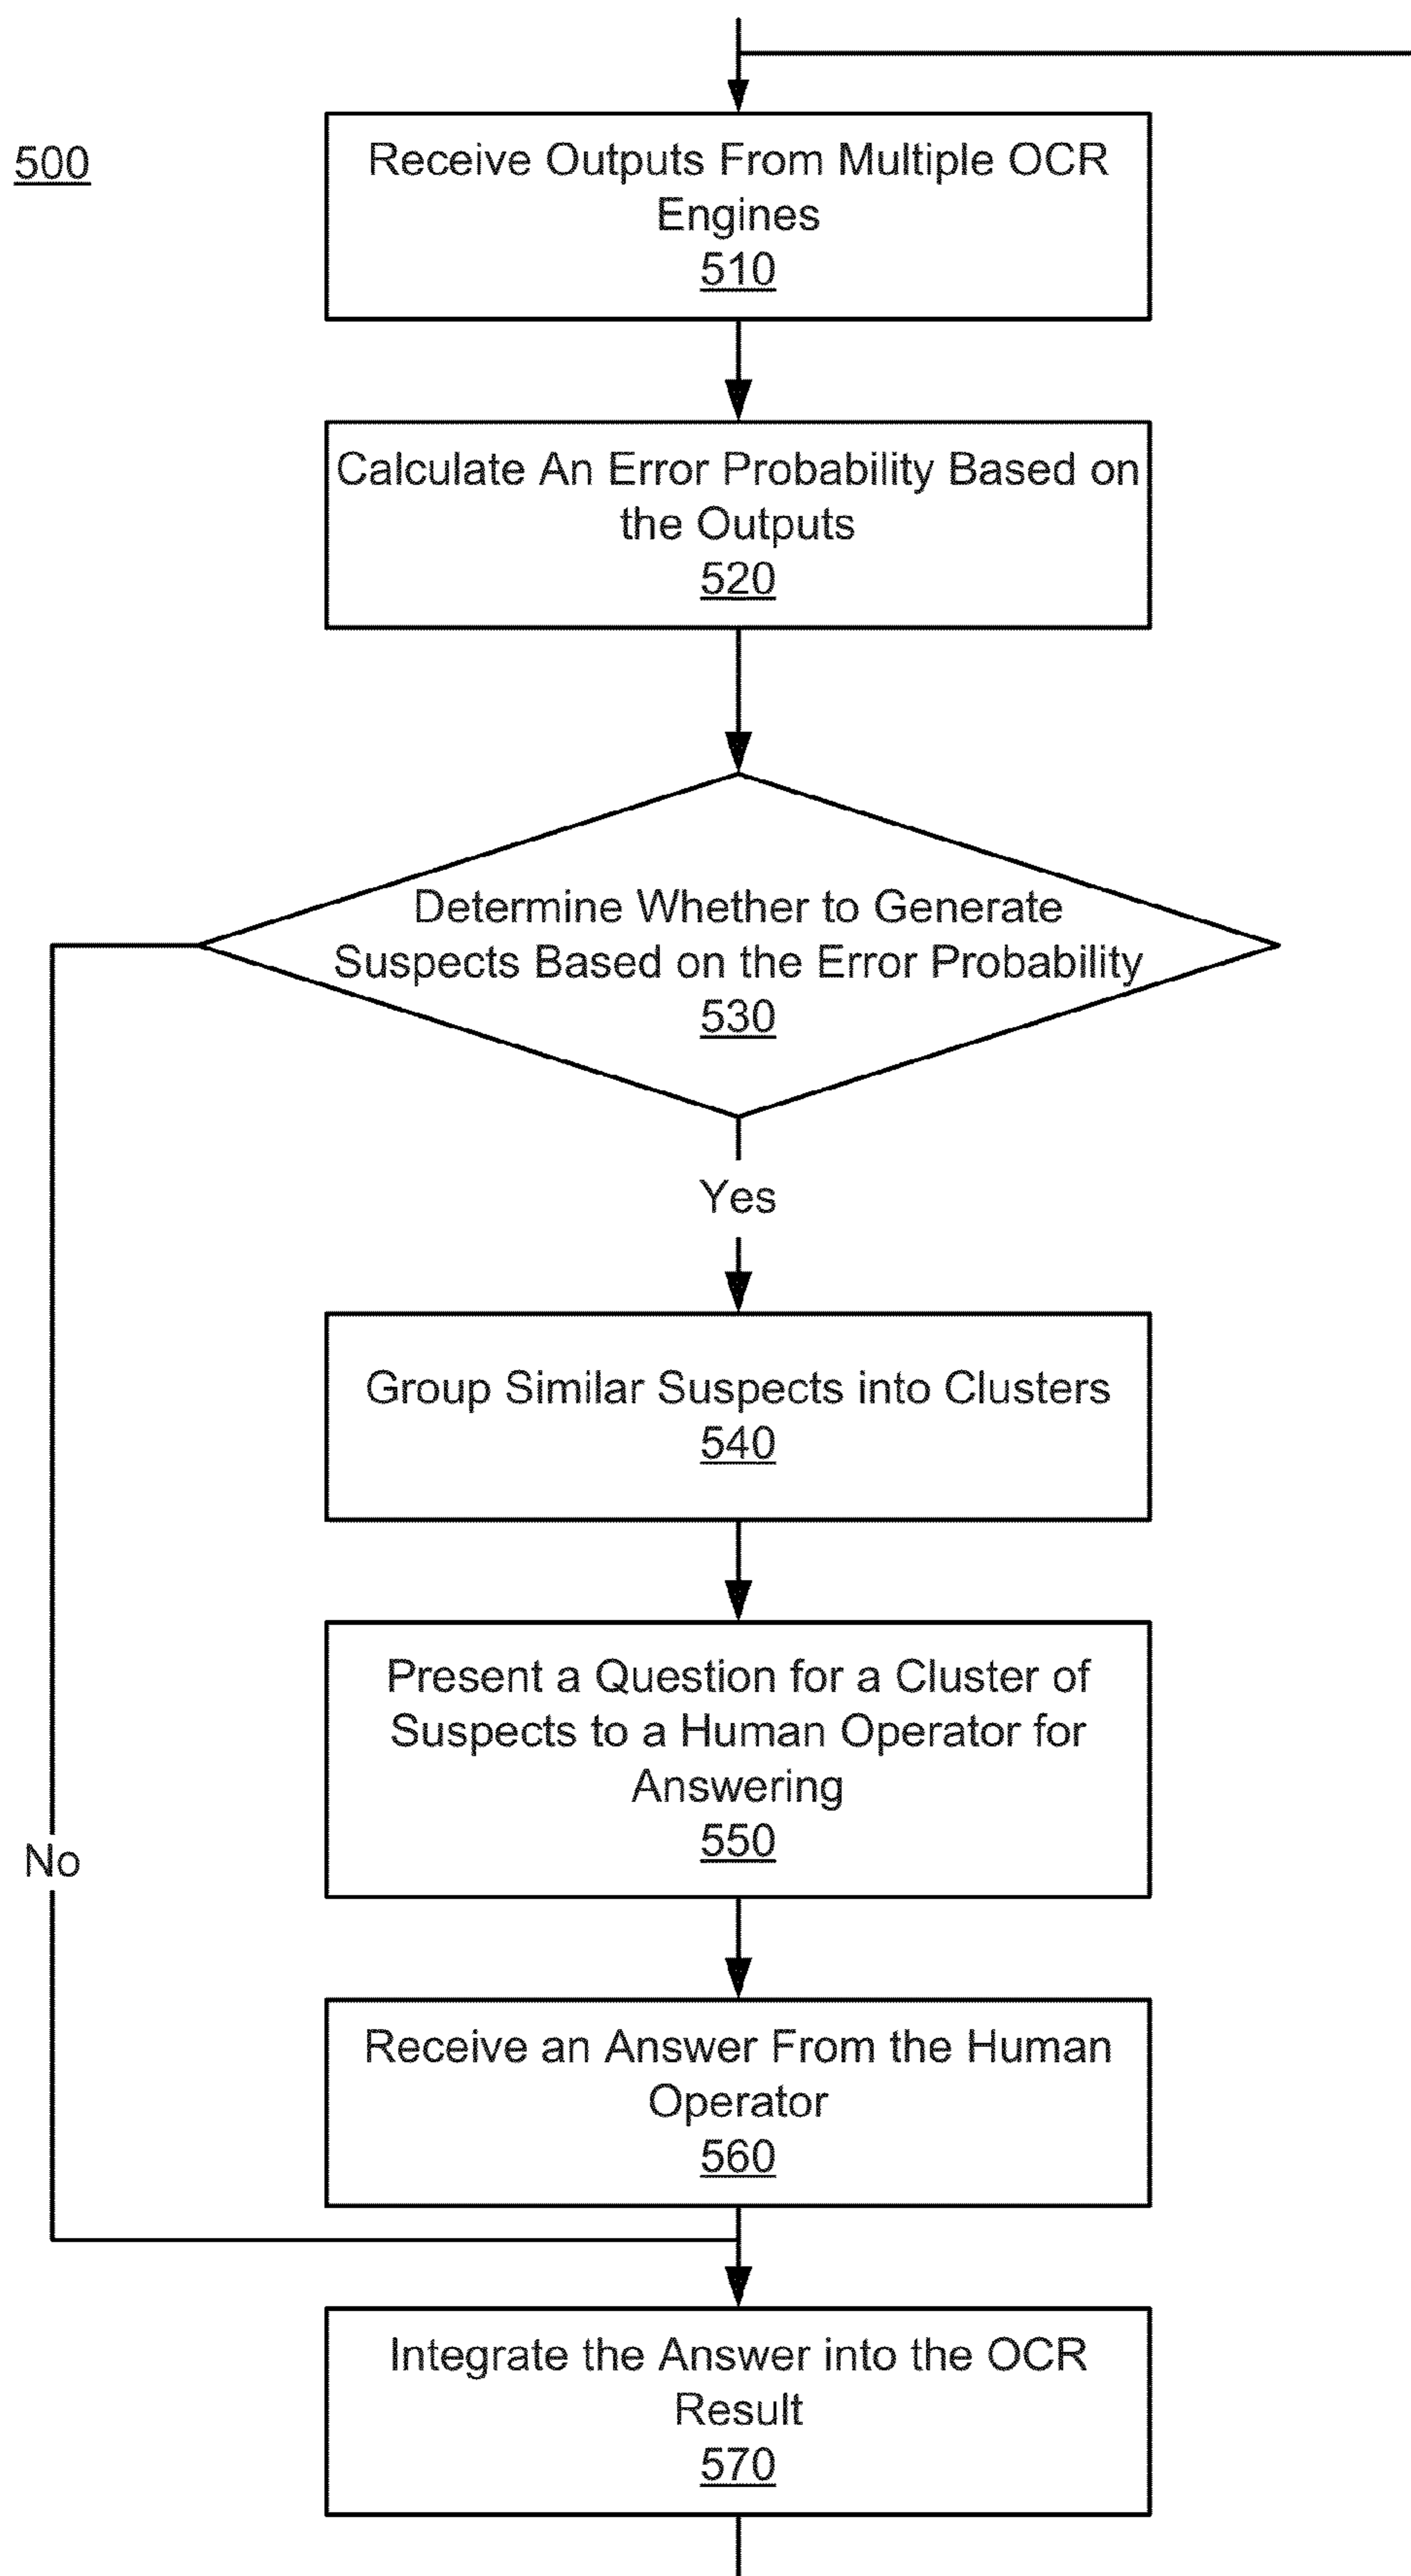 500
Receive Outputs From Multiple OCR
Engines
510
Calculate An Error Probability Based on
the Outputs
520
Determine Whether to Generate
Suspects Based on the Error Probability
530
Yes
Group Similar Suspects into Clusters
540
Present a Question for a Cluster of
Suspects to a Human Operator for
Answering
550
No
Receive an Answer From the Human
Operator
560
Integrate the Answer into the OCR
Result
570